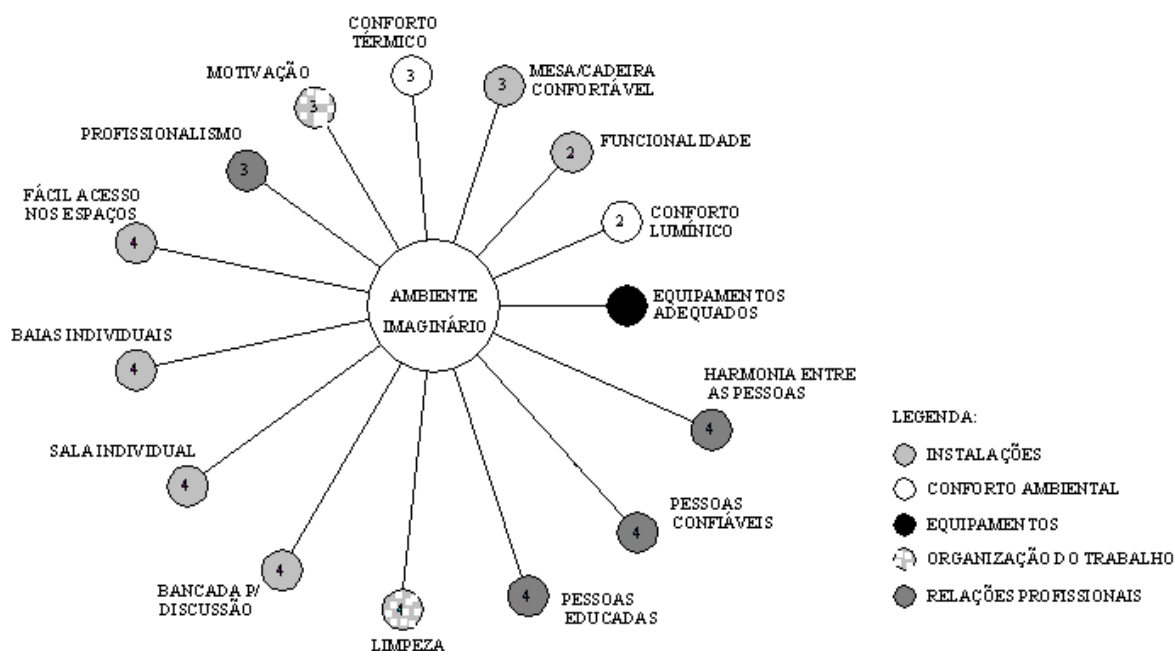 CONFORTO
TÉRMICO
3
MOTIVAÇÃO
3
MESA/CADEIRA
CONFORTÁVEL
3
PROFISSIONALISMO
3
FUNCIONALIDADE
2
FÁCIL ACESSO
NOS ESPAÇOS
4
CONFORTO
LUMÍNICO
2
AMBIENTE
IMAGINÁRIO
EQUIPAMENTOS
ADEQUADOS
BAIAS INDIVIDUAIS
4
HARMONIA ENTRE
AS PESSOAS
4
SALA INDIVIDUAL
4
PESSOAS
CONFIÁVEIS
4
BANCADA P/
DISCUSSÃO
4
LIMPEZA
4
PESSOAS
EDUCADAS
4
LEGENDA:
INSTALAÇÕES
CONFORTO AMBIENTAL
EQUIPAMENTOS
ORGANIZAÇÃO DO TRABALHO
RELAÇÕES PROFISSIONAIS